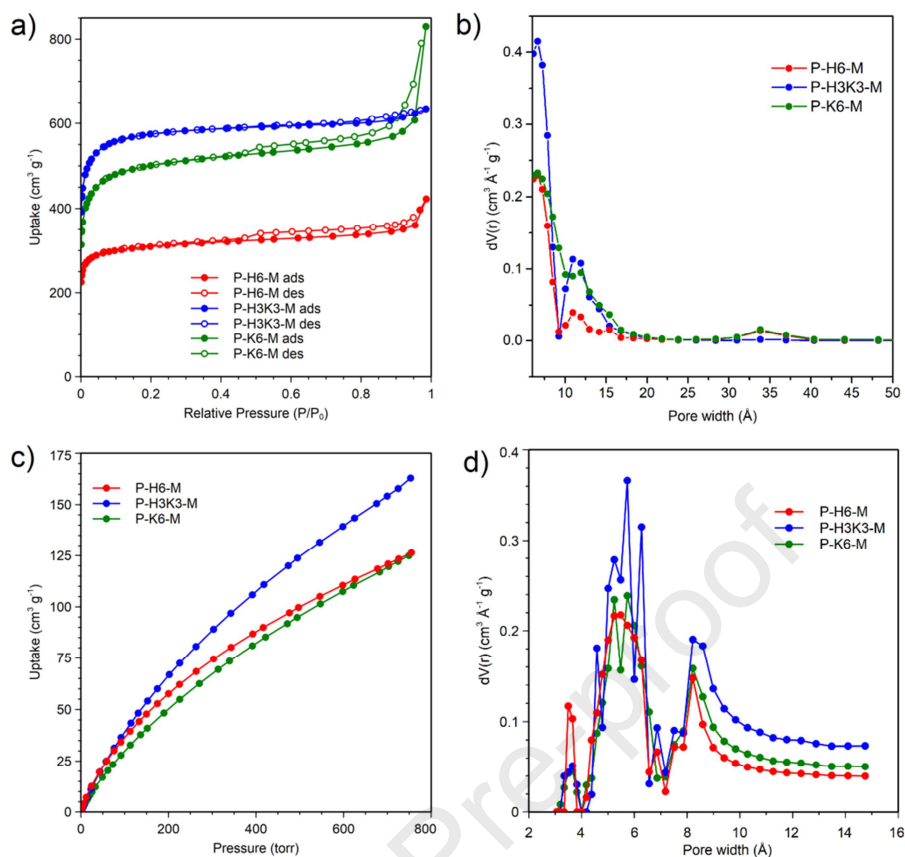 a)
800
600
400
200
0
Uptake (cm³ g⁻¹)
P-H6-M ads
P-H6-M des
P-H3K3-M ads
P-H3K3-M des
P-K6-M ads
P-K6-M des
0 0.2 0.4 0.6 0.8 1
Relative Pressure (P/P₀)
b)
0.4
0.3
0.2
0.1
0.0
dV(r) (cm³ Å⁻¹ g⁻¹)
P-H6-M
P-H3K3-M
P-K6-M
10 15 20 25 30 35 40 45 50
Pore width (Å)
c)
175
150
125
100
75
50
25
0
Uptake (cm³ g⁻¹)
P-H6-M
P-H3K3-M
P-K6-M
0 200 400 600 800
Pressure (torr)
d)
0.4
0.3
0.2
0.1
0
dV(r) (cm³ Å⁻¹ g⁻¹)
P-H6-M
P-H3K3-M
P-K6-M
2 4 6 8 10 12 14 16
Pore width (Å)
Pre-proof